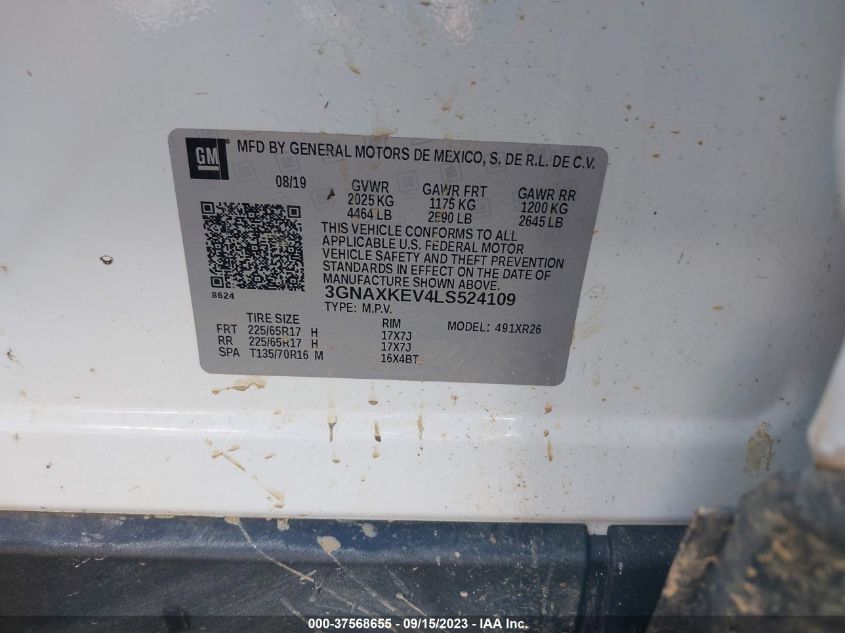 GM MFD BY GENERAL MOTORS DE MEXICO, S. DE R.L. DE C.V.
08/19 GVWR GAWR FRT GAWR RR
2025 KG 1175 KG 1200 KG
4464 LB 2590 LB 2645 LB
THIS VEHICLE CONFORMS TO ALL
APPLICABLE U.S. FEDERAL MOTOR
VEHICLE SAFETY AND THEFT PREVENTION
STANDARDS IN EFFECT ON THE DATE OF
MANUFACTURE SHOWN ABOVE.
8624 3GNAXKEV4LS524109
TYPE: M.P.V.
TIRE SIZE RIM MODEL: 491XR26
FRT 225/65R17 H 17X7J
RR 225/65R17 H 17X7J
SPA T135/70R16 M 16X4BT
000-37568655 - 09/15/2023 - IAA Inc.